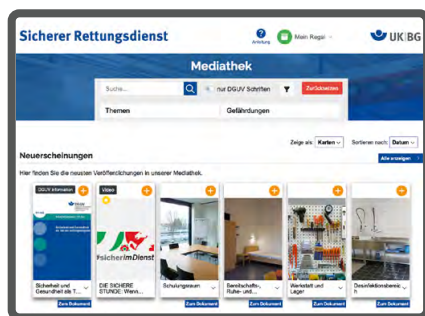 Sicherer Rettungsdienst
Anleitung
Mein Regal
UK|BG
Mediathek
Suche...
nur DGUV Schriften
Zurücksetzen
Themen
Gefährdungen
Zeige als: Karten
Sortieren nach: Datum
Neuerscheinungen
Alle anzeigen
Hier finden Sie die neusten Veröffentlichungen in unserer Mediathek.
DGUV Information
Video
#sicherimDienst
Sicherheit und Gesundheit als T...
DIE SICHERE STUNDE: Wenn...
Schulungsraum
Bereitschafts-, Ruhe- und...
Werkstatt und Lager
Desinfektionsbereich
Zum Dokument
Zum Dokument
Zum Dokument
Zum Dokument
Zum Dokument
Zum Dokument